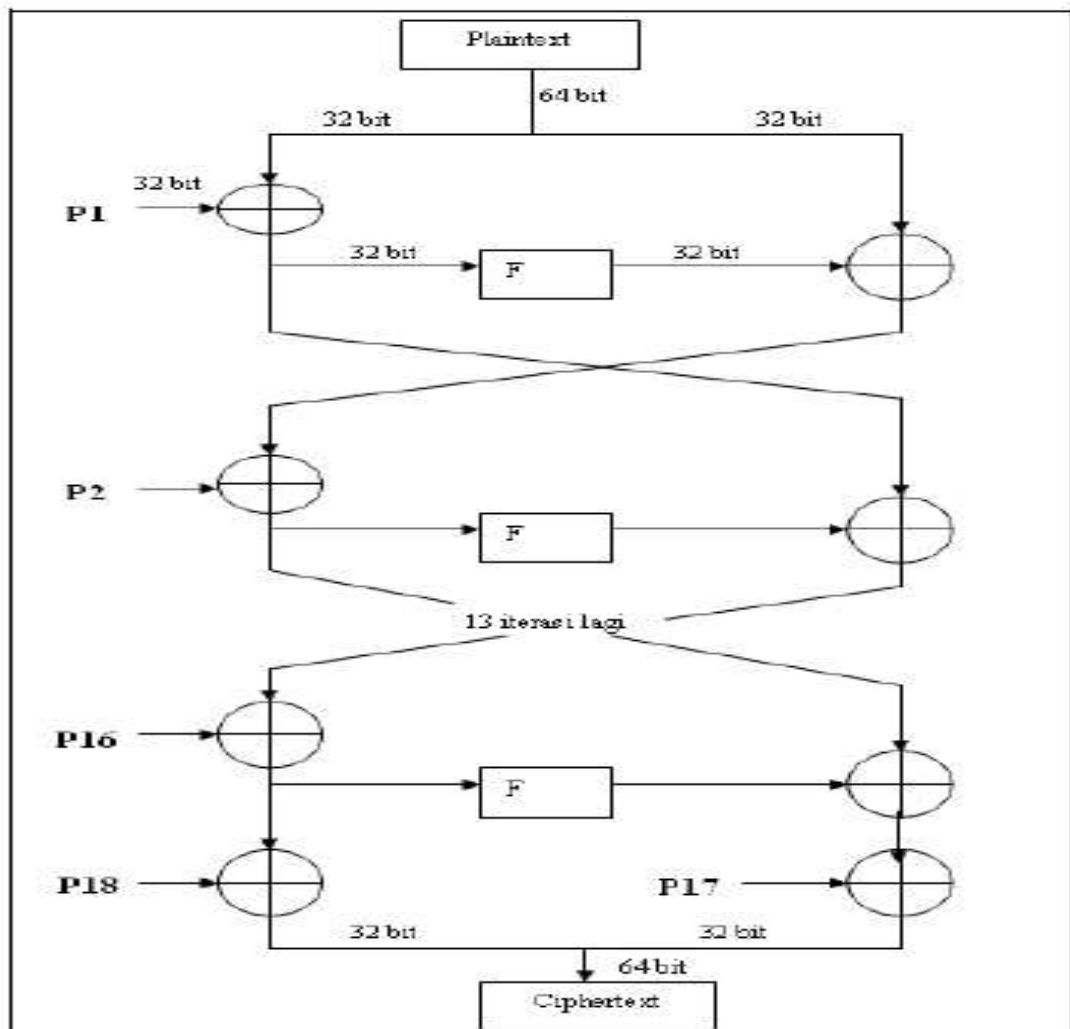 Plaintext
64 bit
32 bit
32 bit
32 bit
P1
32 bit
F
32 bit
P2
F
13 iterasi lagi
P16
F
P18
P17
32 bit
32 bit
64 bit
Ciphertext